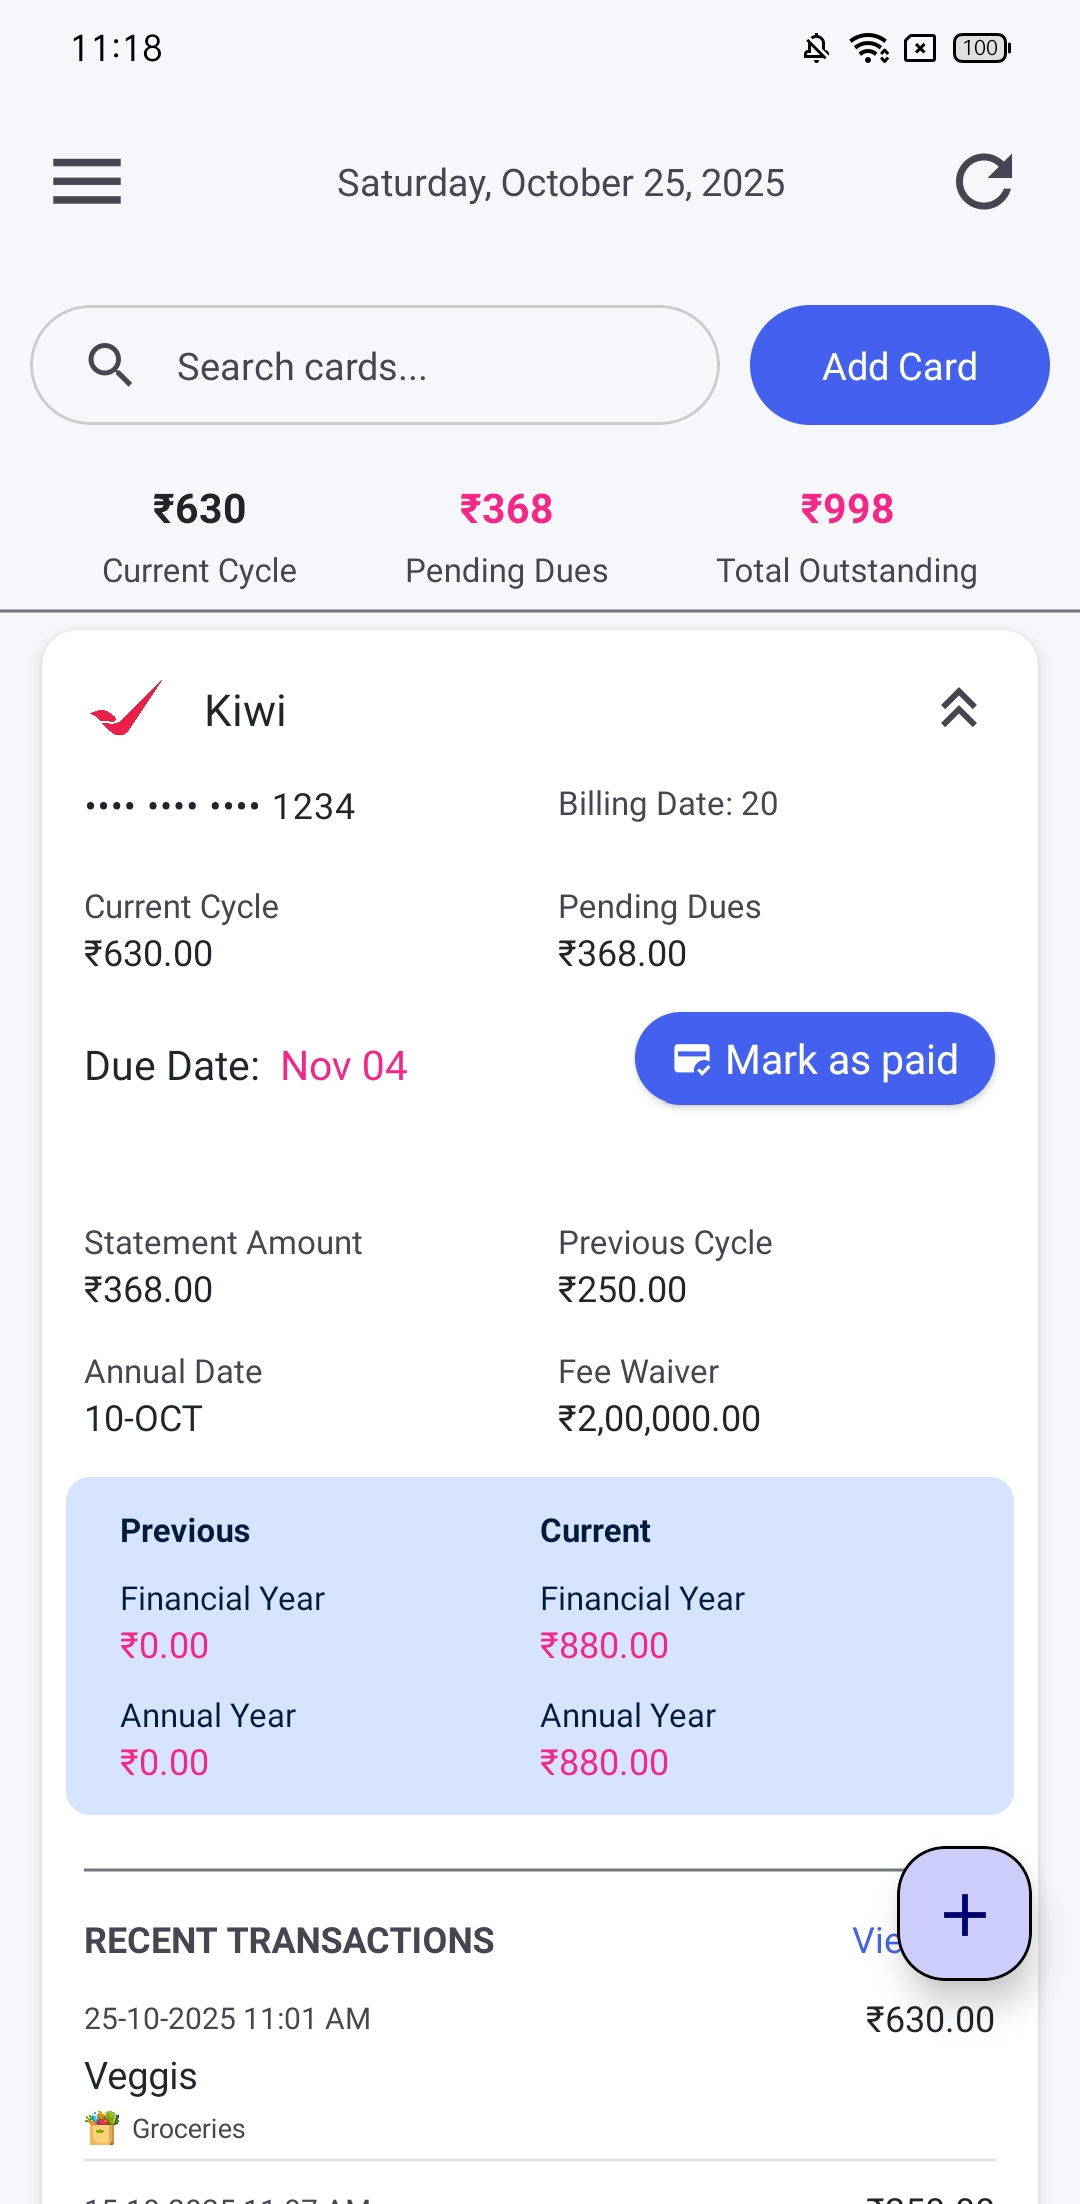 11:18
100
Saturday, October 25, 2025
Search cards...
Add Card
₹630
₹368
₹998
Current Cycle
Pending Dues
Total Outstanding
Kiwi
•••• •••• •••• 1234
Billing Date: 20
Current Cycle
Pending Dues
₹630.00
₹368.00
Due Date: Nov 04
Mark as paid
Statement Amount
Previous Cycle
₹368.00
₹250.00
Annual Date
Fee Waiver
10-OCT
₹2,00,000.00
Previous
Current
Financial Year
Financial Year
₹0.00
₹880.00
Annual Year
Annual Year
₹0.00
₹880.00
RECENT TRANSACTIONS
25-10-2025 11:01 AM
₹630.00
Veggis
Groceries